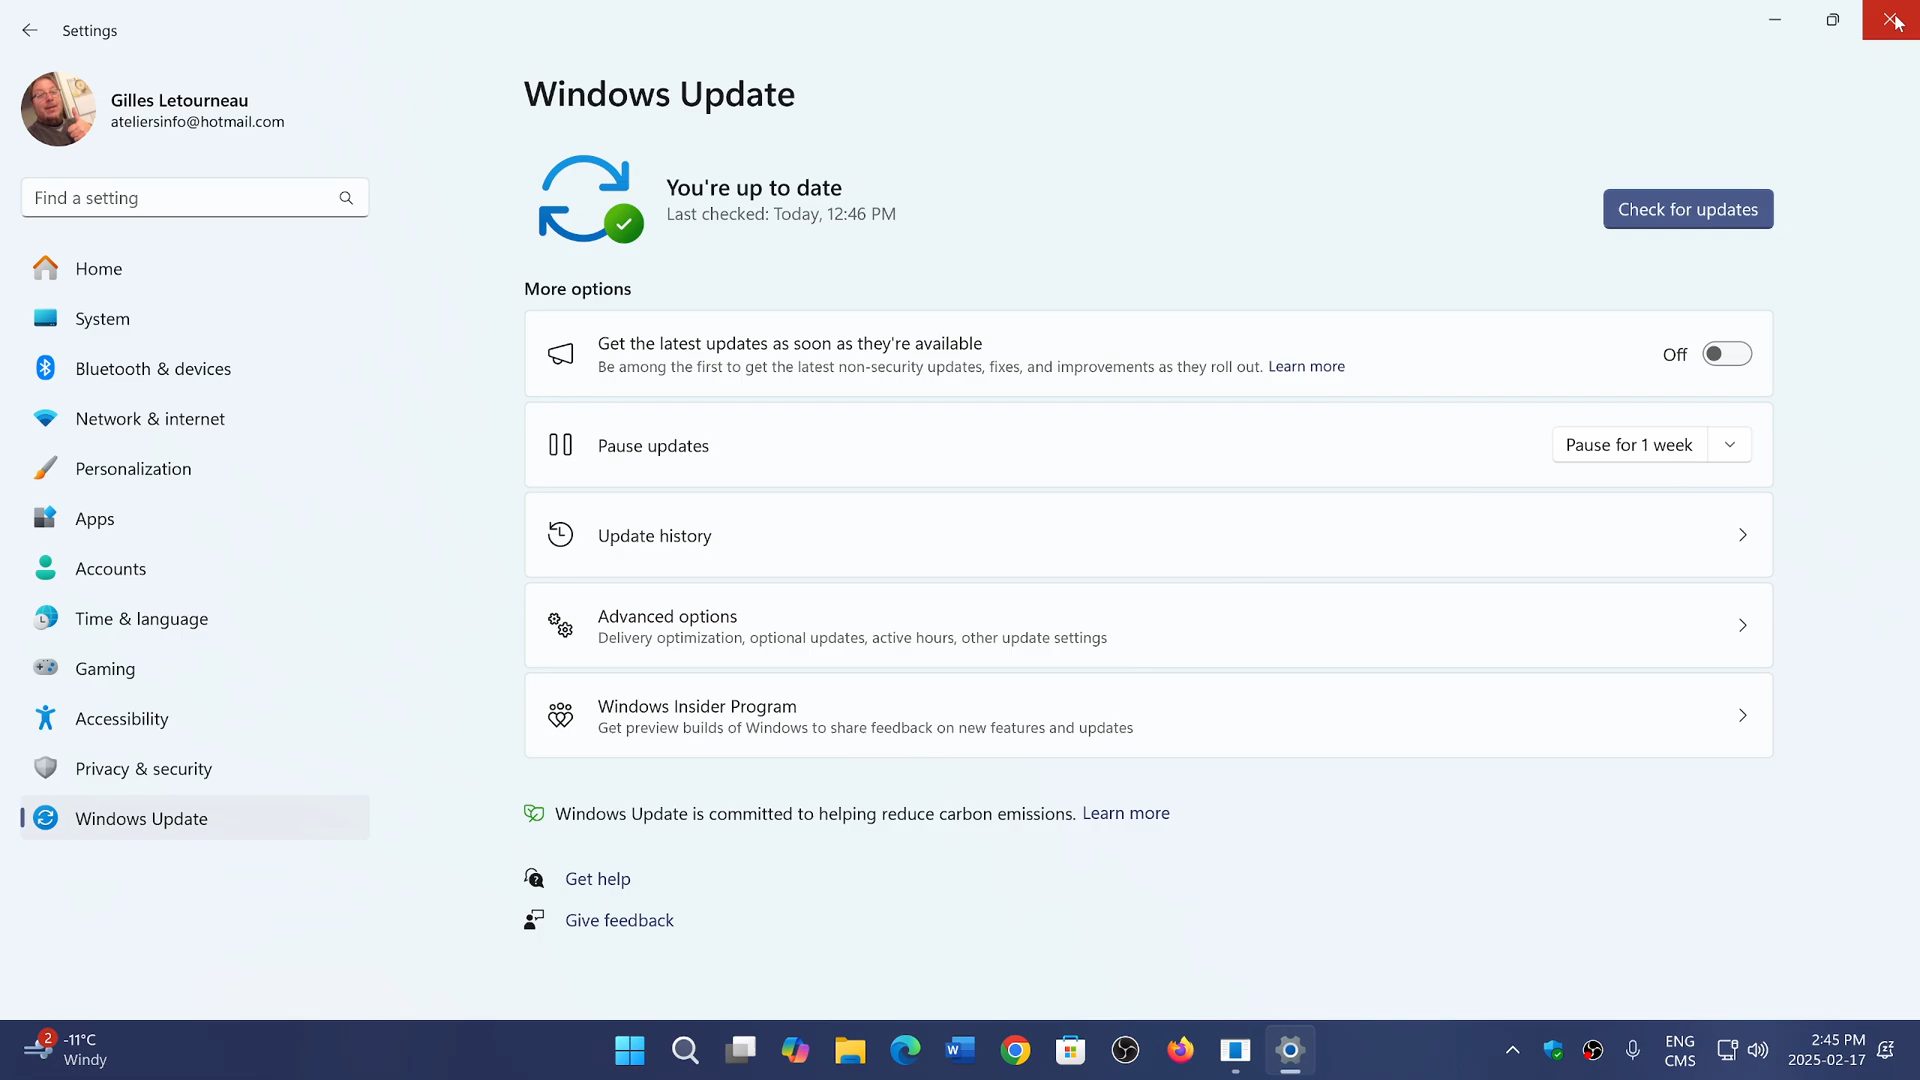 Settings
Gilles Letourneau
ateliersinfo@hotmail.com
Find a setting
Home
System
Bluetooth & devices
Network & internet
Personalization
Apps
Accounts
Time & language
Gaming
Accessibility
Privacy & security
Windows Update
Windows Update
You're up to date
Last checked: Today, 12:46 PM
Check for updates
More options
Get the latest updates as soon as they're available
Be among the first to get the latest non-security updates, fixes, and improvements as they roll out. Learn more
Off
Pause updates
Pause for 1 week
Update history
Advanced options
Delivery optimization, optional updates, active hours, other update settings
Windows Insider Program
Get preview builds of Windows to share feedback on new features and updates
Windows Update is committed to helping reduce carbon emissions. Learn more
Get help
Give feedback
2
-11°C
Windy
W
ENG
CMS
2:45 PM
2025-02-17